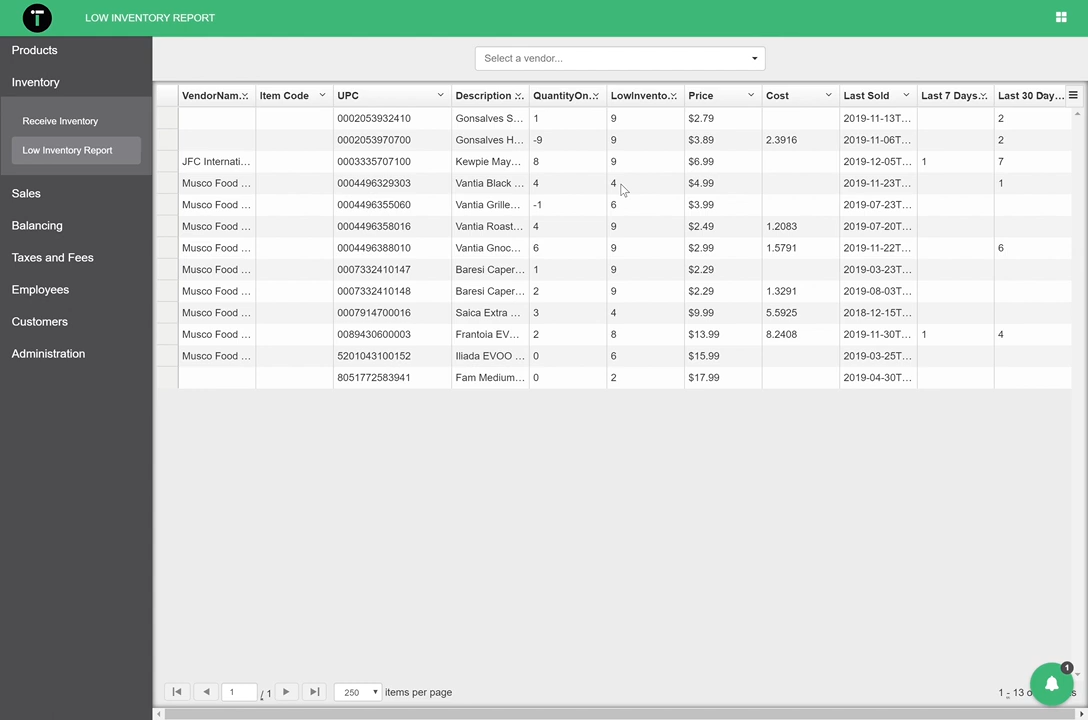 LOW INVENTORY REPORT
Products
Inventory
Receive Inventory
Low Inventory Report
Sales
Balancing
Taxes and Fees
Employees
Customers
Administration
Select a vendor...
VendorNam... Item Code UPC Description ... QuantityOn... LowInvento... Price Cost Last Sold Last 7 Days... Last 30 Day...
0002053932410 Gonsalves S... 1 9 $2.79 2019-11-13T... 2
0002053970700 Gonsalves H... -9 9 $3.89 2.3916 2019-11-06T... 2
JFC Internati... 0003335707100 Kewpie May... 8 9 $6.99 2019-12-05T... 1 7
Musco Food ... 0004496329303 Vantia Black ... 4 4 $4.99 2019-11-23T... 1
Musco Food ... 0004496355060 Vantia Grille... -1 6 $3.99 2019-07-23T...
Musco Food ... 0004496358016 Vantia Roast... 4 9 $2.49 1.2083 2019-07-20T...
Musco Food ... 0004496388010 Vantia Gnoc... 6 9 $2.99 1.5791 2019-11-22T... 6
Musco Food ... 0007332410147 Baresi Caper... 1 9 $2.29 2019-03-23T...
Musco Food ... 0007332410148 Baresi Caper... 2 9 $2.29 1.3291 2019-08-03T...
Musco Food ... 0007914700016 Saica Extra ... 3 4 $9.99 5.5925 2018-12-15T...
Musco Food ... 0089430600003 Frantoia EV... 2 8 $13.99 8.2408 2019-11-30T... 1 4
Musco Food ... 5201043100152 Iliada EVOO ... 0 6 $15.99 2019-03-25T...
8051772583941 Fam Medium... 0 2 $17.99 2019-04-30T...
1 / 1 250 items per page
1 - 13 o
1